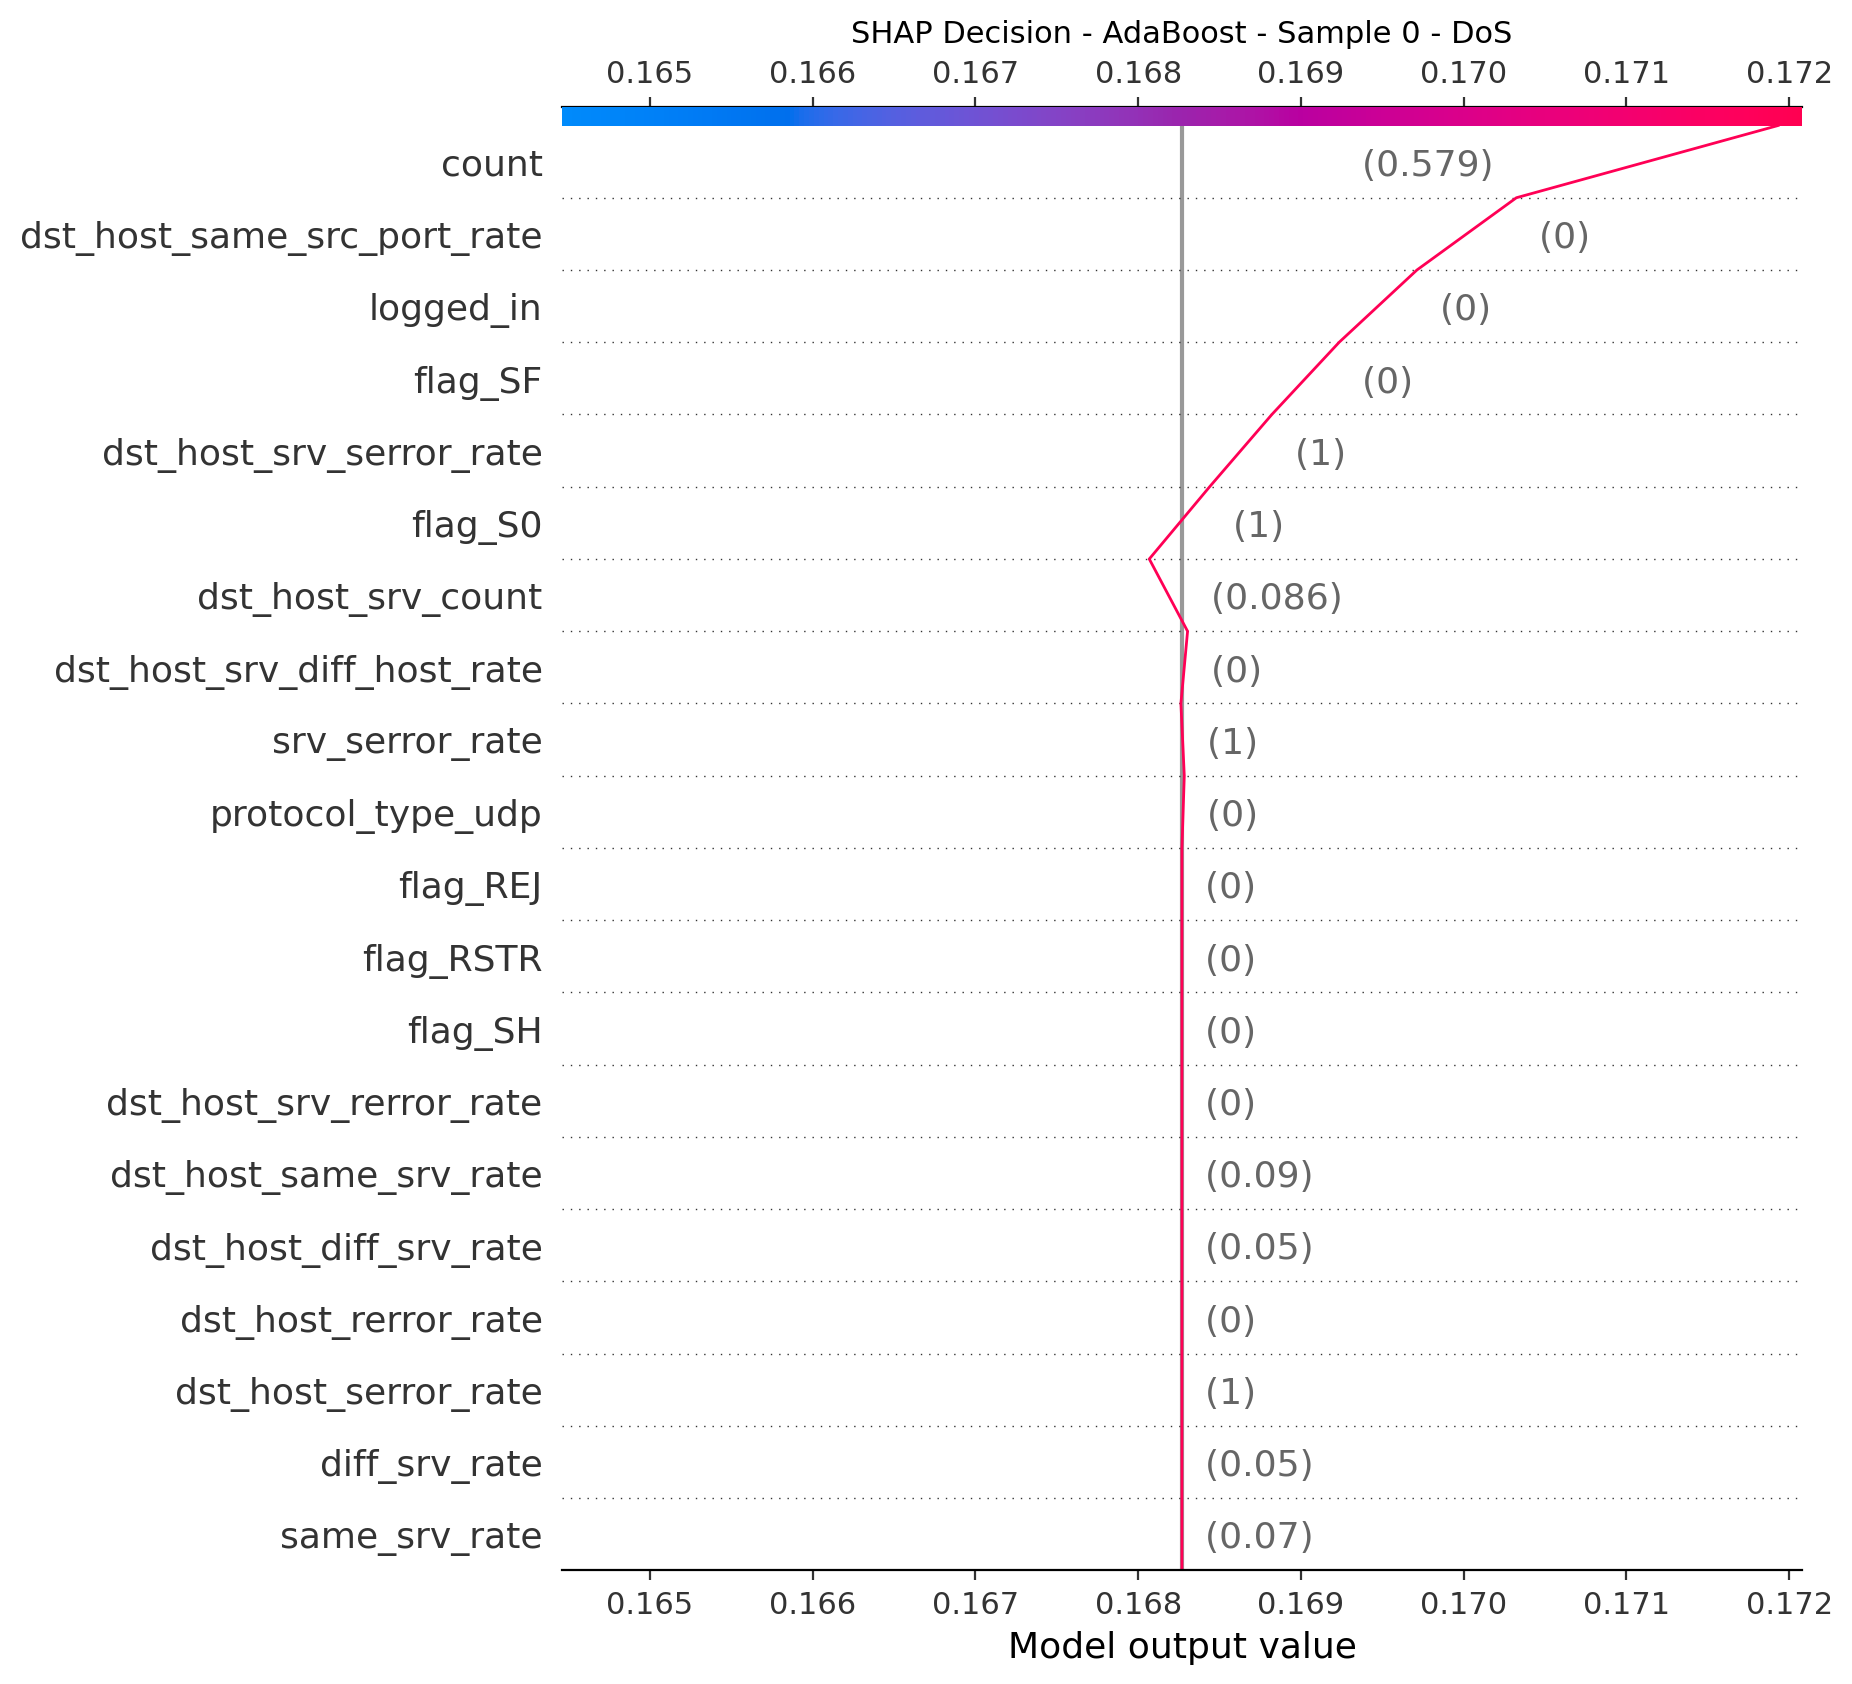 SHAP Decision - AdaBoost - Sample 0 - DoS
0.165 0.166 0.167 0.168 0.169 0.170 0.171 0.172
count (0.579)
dst_host_same_src_port_rate (0)
logged_in (0)
flag_SF (0)
dst_host_srv_serror_rate (1)
flag_S0 (1)
dst_host_srv_count (0.086)
dst_host_srv_diff_host_rate (0)
srv_serror_rate (1)
protocol_type_udp (0)
flag_REJ (0)
flag_RSTR (0)
flag_SH (0)
dst_host_srv_rerror_rate (0)
dst_host_same_srv_rate (0.09)
dst_host_diff_srv_rate (0.05)
dst_host_rerror_rate (0)
dst_host_serror_rate (1)
diff_srv_rate (0.05)
same_srv_rate (0.07)
0.165 0.166 0.167 0.168 0.169 0.170 0.171 0.172
Model output value